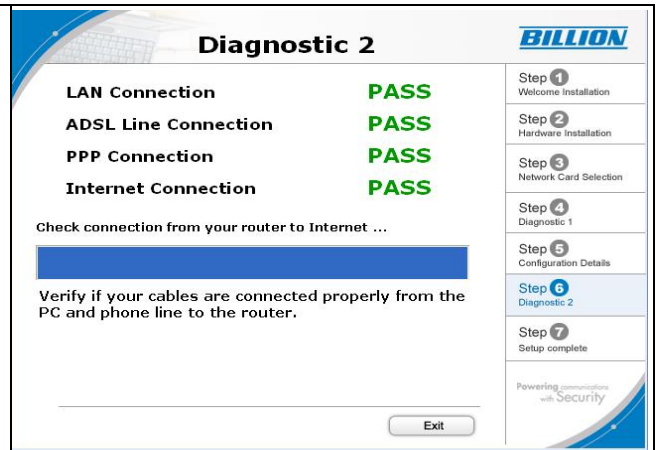 Diagnostic 2
LAN Connection PASS
ADSL Line Connection PASS
PPP Connection PASS
Internet Connection PASS
Check connection from your router to Internet ...
Verify if your cables are connected properly from the
PC and phone line to the router.
Exit
BILLION
Step 1
Welcome Installation
Step 2
Hardware Installation
Step 3
Network Card Selection
Step 4
Diagnostic 1
Step 5
Configuration Details
Step 6
Diagnostic 2
Step 7
Setup complete
Powering communications
with Security